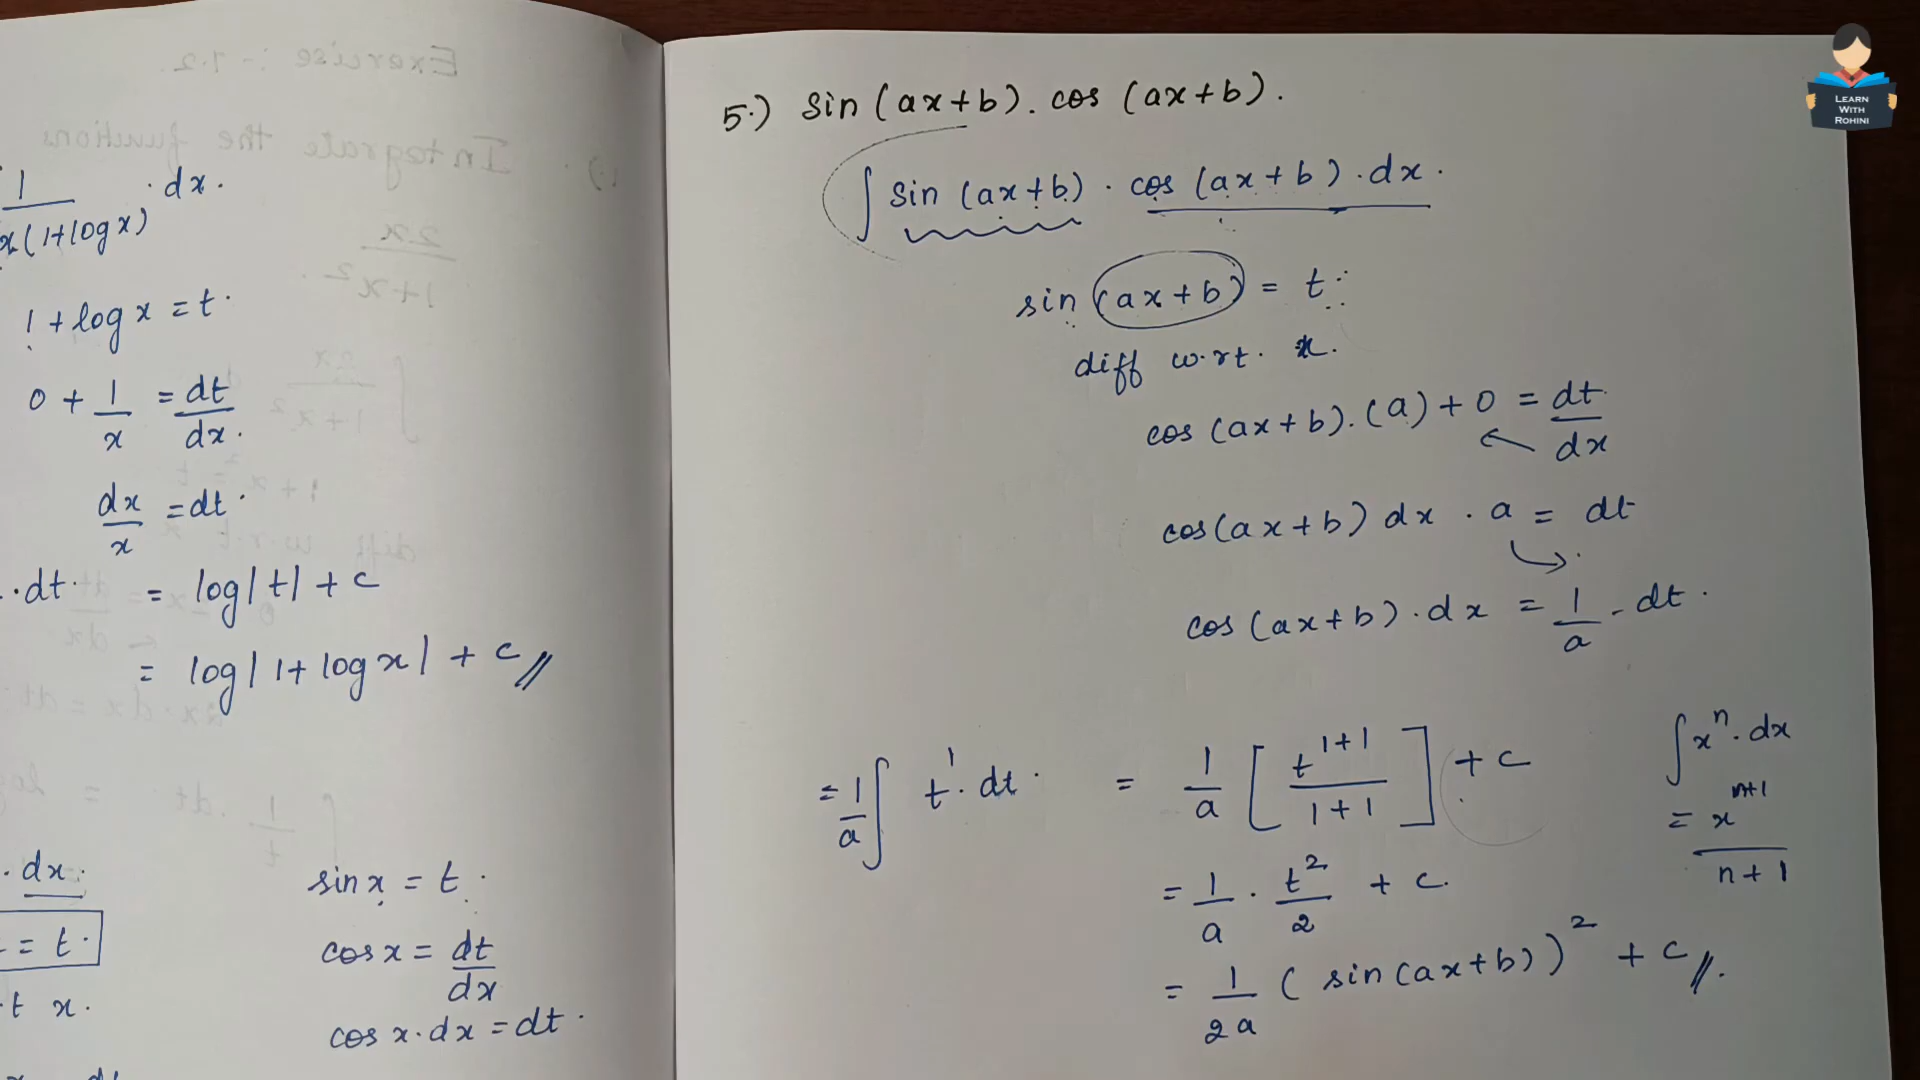 1/x(1+log x) . dx.
1 + log x = t.
0 + 1/x = dt/dx.
dx/x = dt.
. dt. = log|t| + c
= log|1 + log x| + c //
. dx.
= t.
t x.
sin x = t.
cos x = dt/dx
cos x . dx = dt.
5.) Sin (ax+b) . cos (ax+b).
∫ Sin (ax+b) . cos (ax+b) . dx.
sin (ax+b) = t.
diff w.r.t. x.
cos (ax+b) . (a) + 0 = dt/dx
cos (ax+b) dx . a = dt
cos (ax+b) . dx = 1/a . dt.
= 1/a ∫ t¹ . dt. = 1/a [ t^(1+1) / 1+1 ] + c
∫ xⁿ . dx
= x^(n+1) / n+1
= 1/a . t²/2 + c.
= 1/2a ( sin (ax+b) )² + c //.
LEARN
WITH
ROHINI